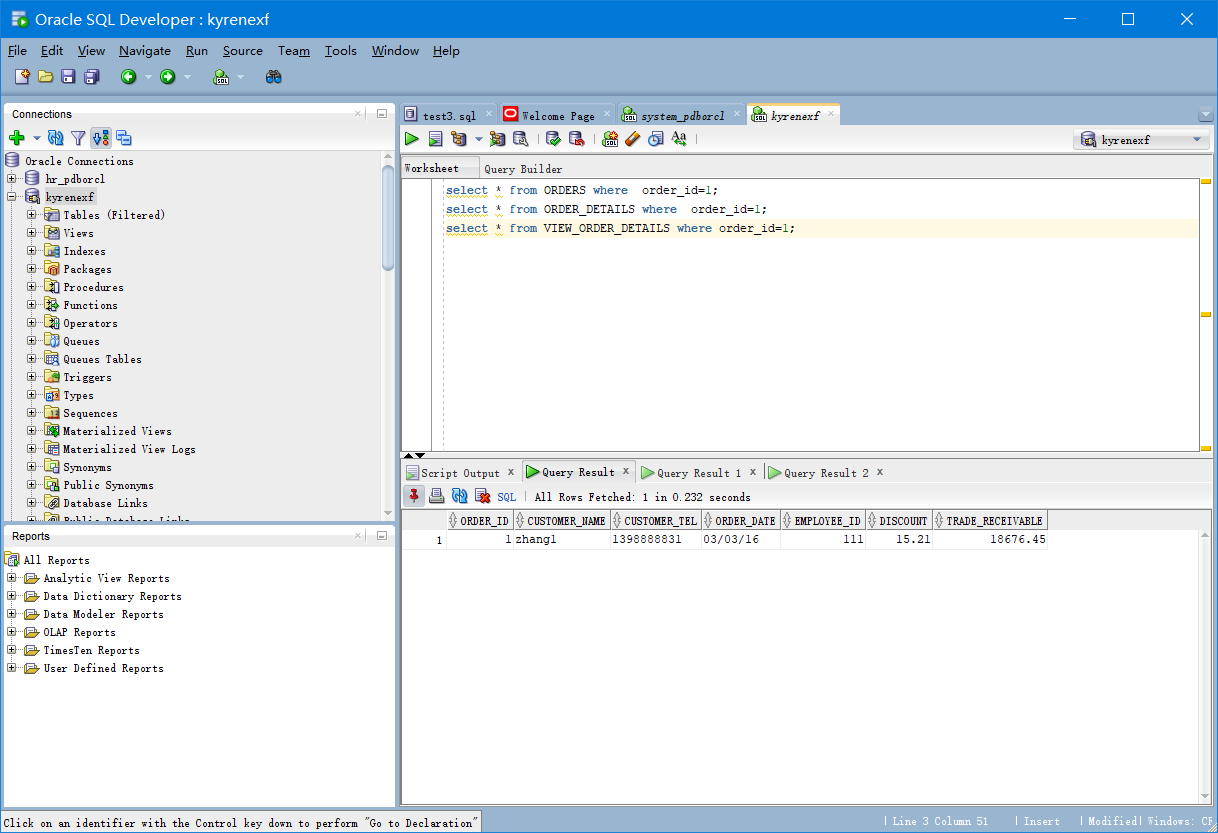 Oracle SQL Developer : kyrenexf
File Edit View Navigate Run Source Team Tools Window Help
Connections
Oracle Connections
hr_pdborcl
kyrenexf
Tables (Filtered)
Views
Indexes
Packages
Procedures
Functions
Operators
Queues
Queues Tables
Triggers
Types
Sequences
Materialized Views
Materialized View Logs
Synonyms
Public Synonyms
Database Links
Public Database Links
Reports
All Reports
Analytic View Reports
Data Dictionary Reports
Data Modeler Reports
OLAP Reports
TimesTen Reports
User Defined Reports
test3.sql Welcome Page system_pdborcl kyrenexf
kyrenexf
Worksheet Query Builder
select * from ORDERS where  order_id=1;
select * from ORDER_DETAILS where  order_id=1;
select * from VIEW_ORDER_DETAILS where order_id=1;
Script Output x Query Result x Query Result 1 x Query Result 2 x
SQL All Rows Fetched: 1 in 0.232 seconds
ORDER_ID CUSTOMER_NAME CUSTOMER_TEL ORDER_DATE EMPLOYEE_ID DISCOUNT TRADE_RECEIVABLE
1 1 zhang1 1398888831 03/03/16 111 15.21 18676.45
Click on an identifier with the Control key down to perform "Go to Declaration"
Line 3 Column 51 Insert Modified Windows: CF